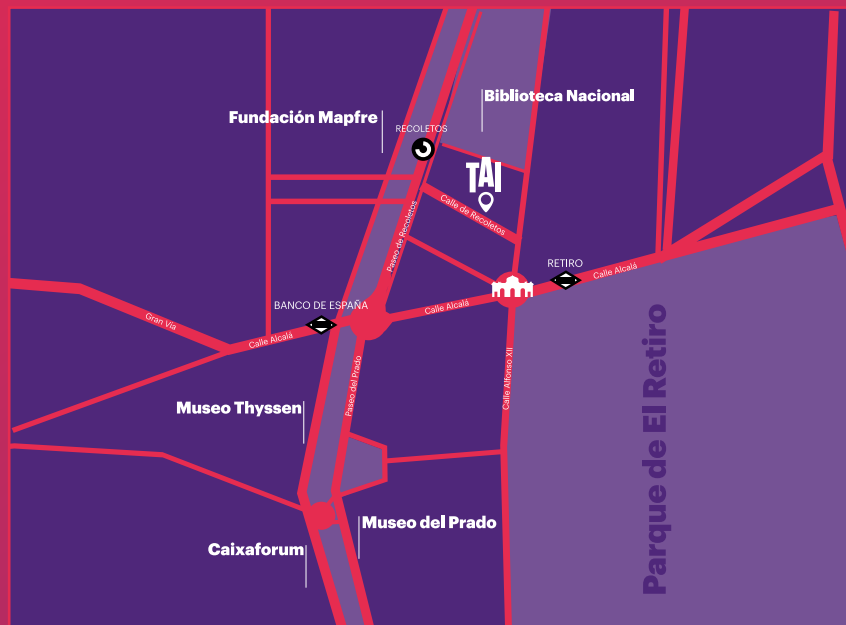 Biblioteca Nacional
Fundación Mapfre
RECOLETOS
TAI
Calle de Recoletos
Paseo de Recoletos
RETIRO
Calle Alcalá
BANCO DE ESPAÑA
Calle Alcalá
Gran Vía
Calle Alcalá
Paseo del Prado
Calle Alfonso XII
Museo Thyssen
Parque de El Retiro
Museo del Prado
Caixaforum